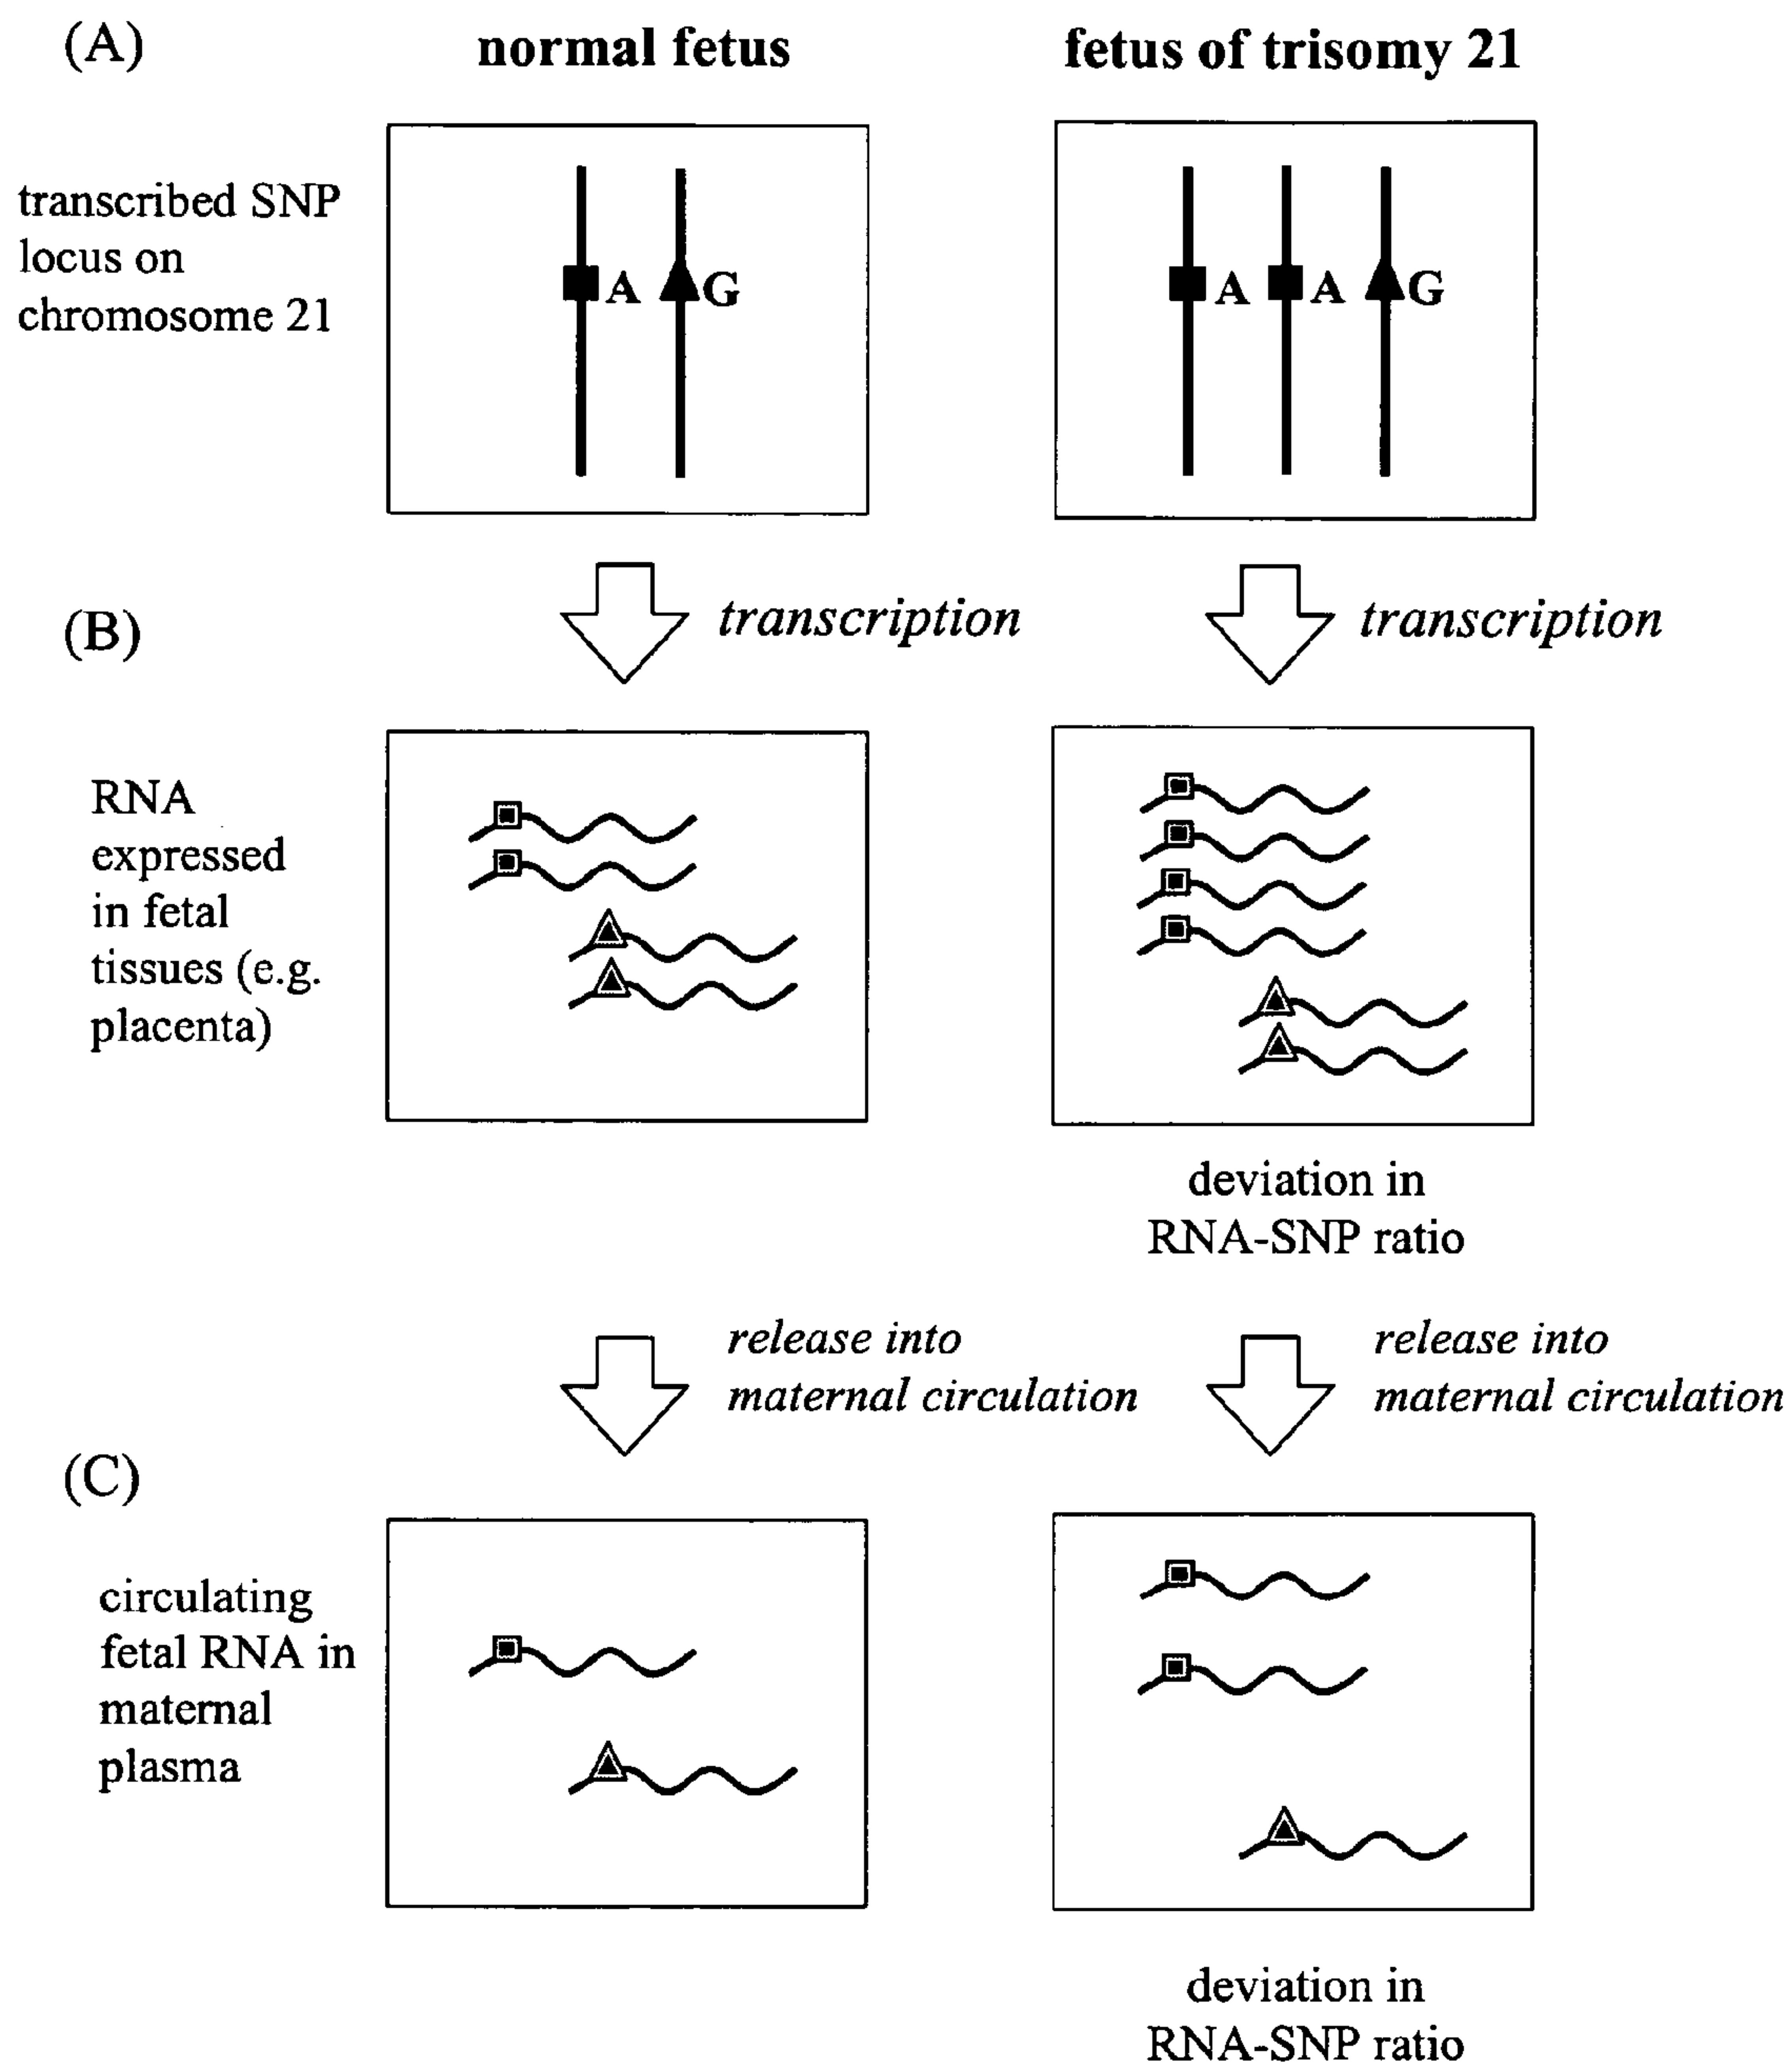 (A)
normal fetus
fetus of trisomy 21
transcribed SNP
locus on
chromosome 21
A
G
A
A
G
(B)
transcription
transcription
RNA
expressed
in fetal
tissues (e.g.
placenta)
deviation in
RNA-SNP ratio
release into
maternal circulation
release into
maternal circulation
(C)
circulating
fetal RNA in
maternal
plasma
deviation in
RNA-SNP ratio